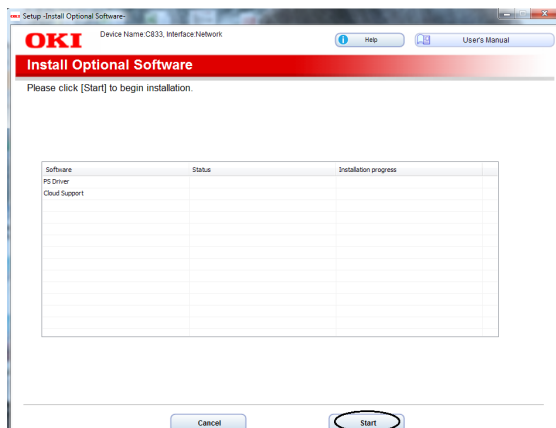 OKI Setup -Install Optional Software-
OKI Device Name:C833, Interface:Network Help User's Manual
Install Optional Software
Please click [Start] to begin installation.
Software Status Installation progress
PS Driver
Cloud Support
Cancel Start